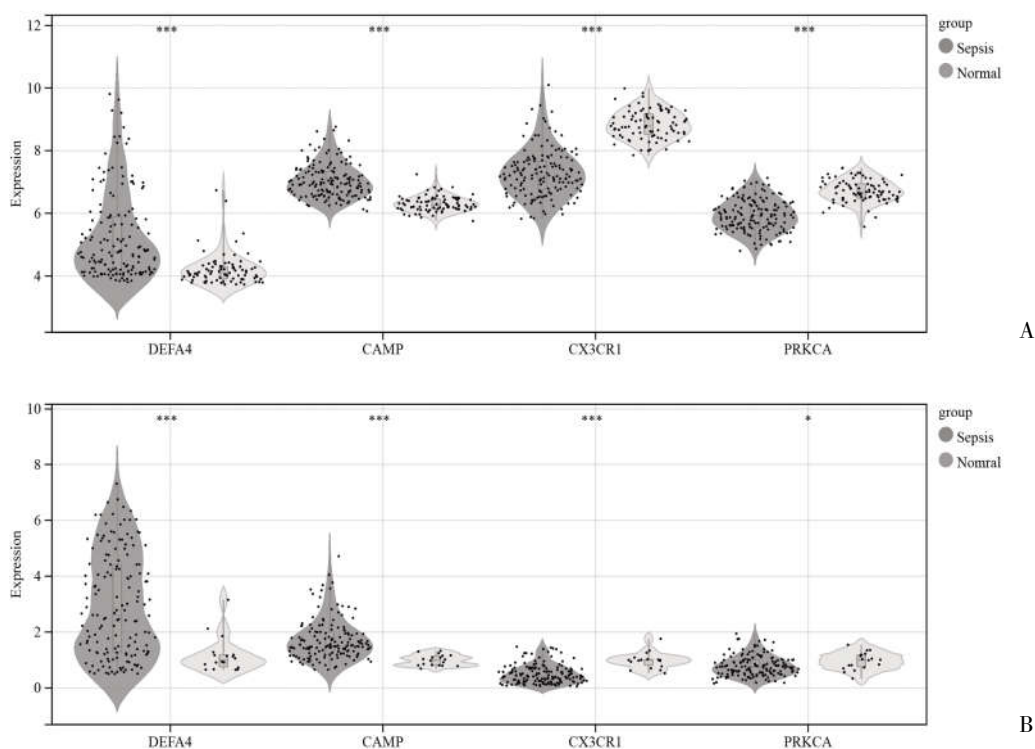 12
10
8
6
4
Expression
*** *** *** ***
DEFA4 CAMP CX3CR1 PRKCA
group
Sepsis
Normal
A
10
8
6
4
2
0
Expression
*** *** *** *
DEFA4 CAMP CX3CR1 PRKCA
group
Sepsis
Nomral
B